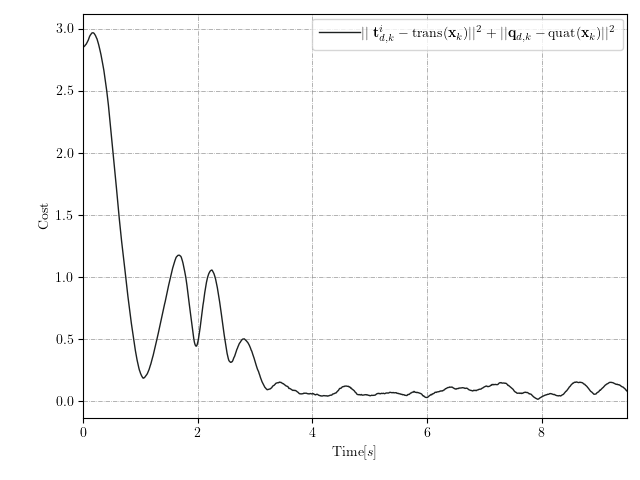 || t^i_{d,k} − trans(x_k)||² + ||q_{d,k} − quat(x_k)||²
3.0
2.5
2.0
1.5
1.0
0.5
0.0
Cost
0 2 4 6 8
Time[s]